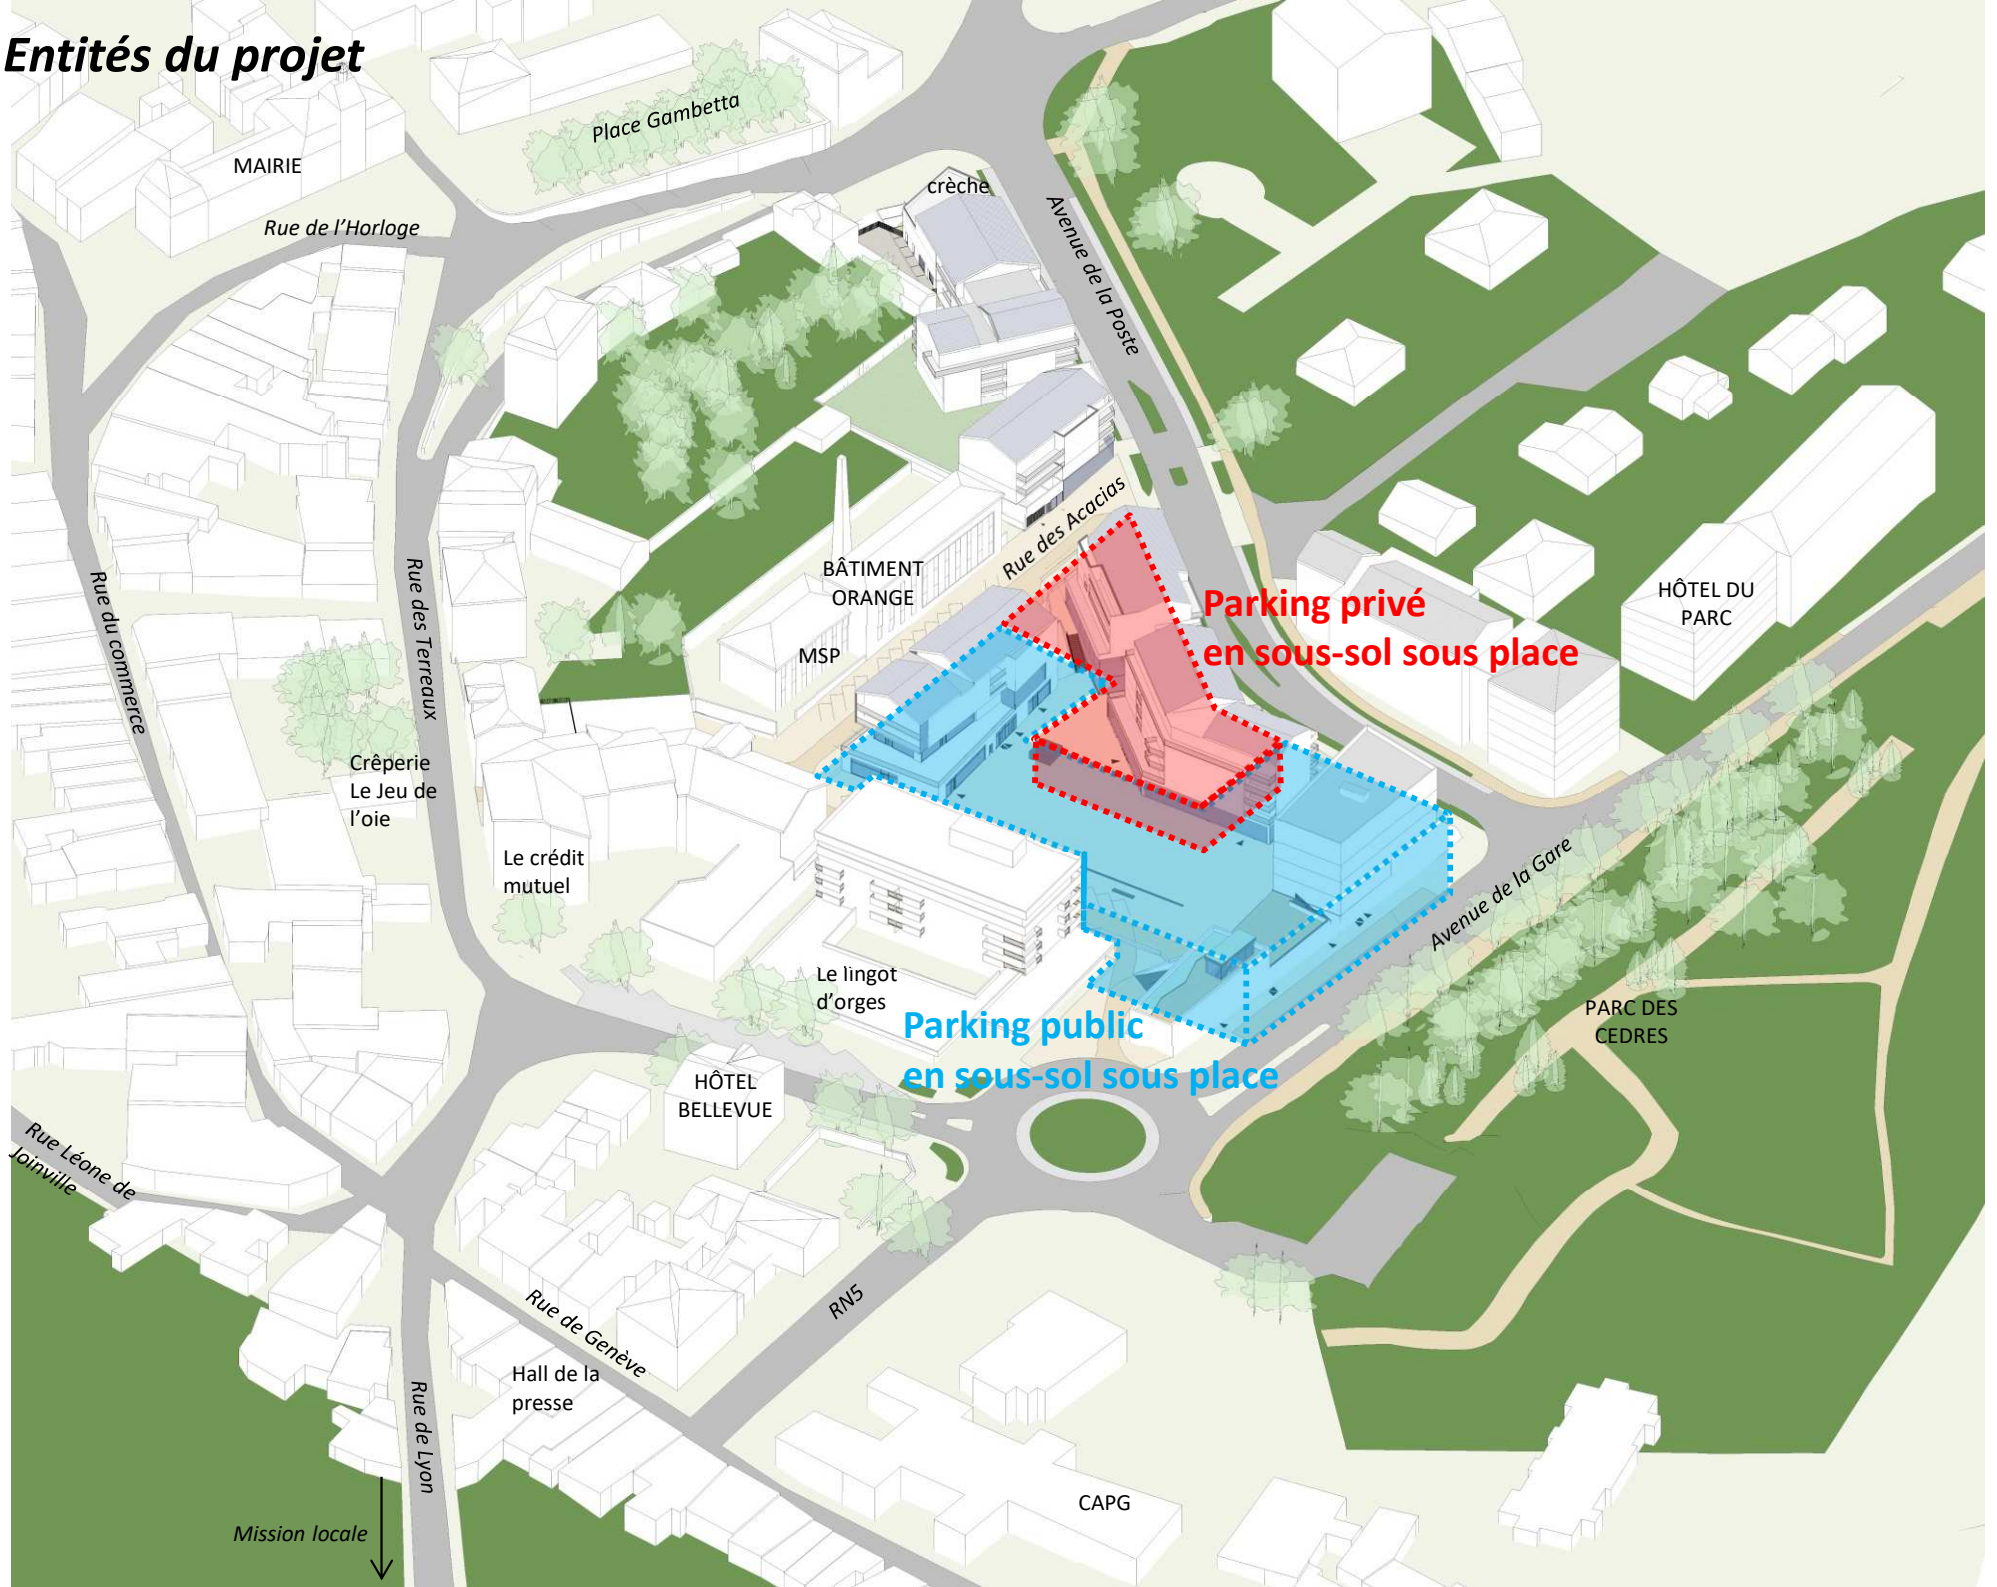 Entités du projet
Place Gambetta
MAIRIE
crèche
Rue de l'Horloge
Avenue de la Poste
Rue des Acacias
BÂTIMENT
ORANGE
Rue du commerce
Rue des Terreaux
Parking privé
en sous-sol sous place
HÔTEL DU
PARC
MSP
Crêperie
Le Jeu de
l'oie
Le crédit
mutuel
Avenue de la Gare
Le lingot
d'orges
PARC DES
CEDRES
Parking public
en sous-sol sous place
HÔTEL
BELLEVUE
Rue Léone de
Joinville
RN5
Rue de Genève
Hall de la
presse
Rue de Lyon
CAPG
Mission locale